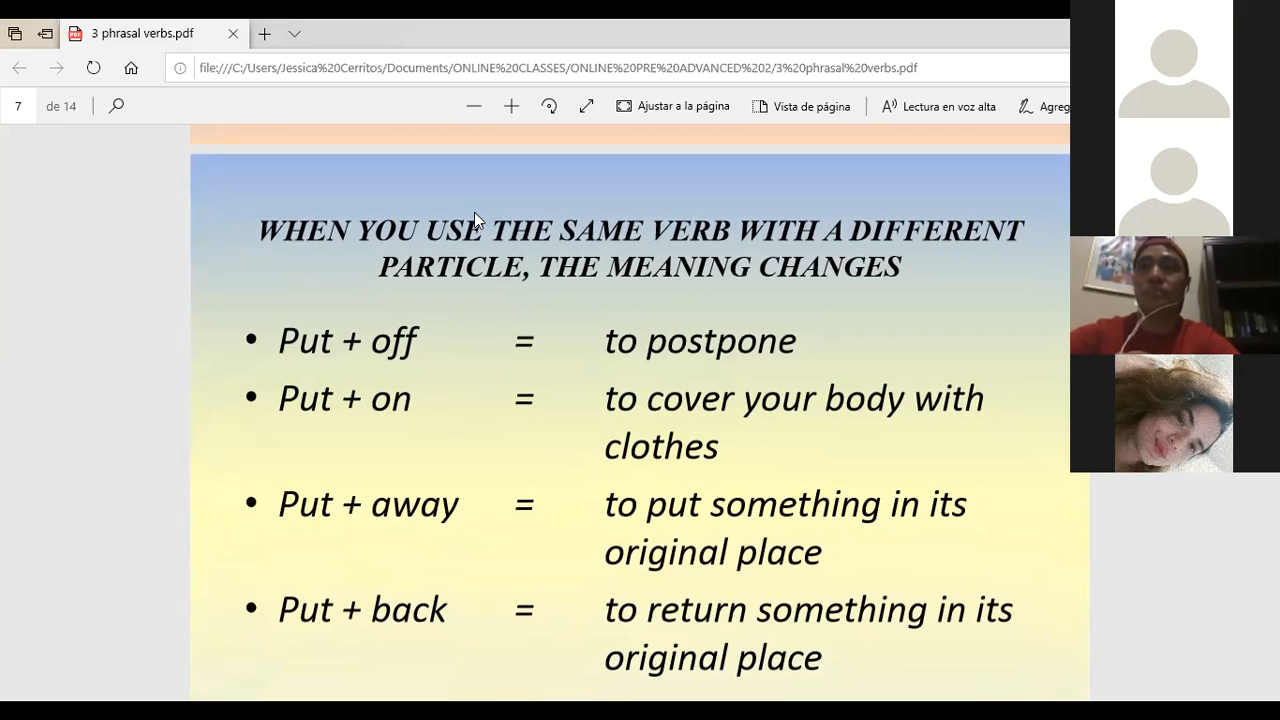 3 phrasal verbs.pdf
file:///C:/Users/Jessica%20Cerritos/Documents/ONLINE%20CLASSES/ONLINE%20PRE%20ADVANCED%202/3%20phrasal%20verbs.pdf
7 de 14 Ajustar a la página Vista de página Lectura en voz alta
WHEN YOU USE THE SAME VERB WITH A DIFFERENT
PARTICLE, THE MEANING CHANGES
• Put + off = to postpone
• Put + on = to cover your body with
clothes
• Put + away = to put something in its
original place
• Put + back = to return something in its
original place